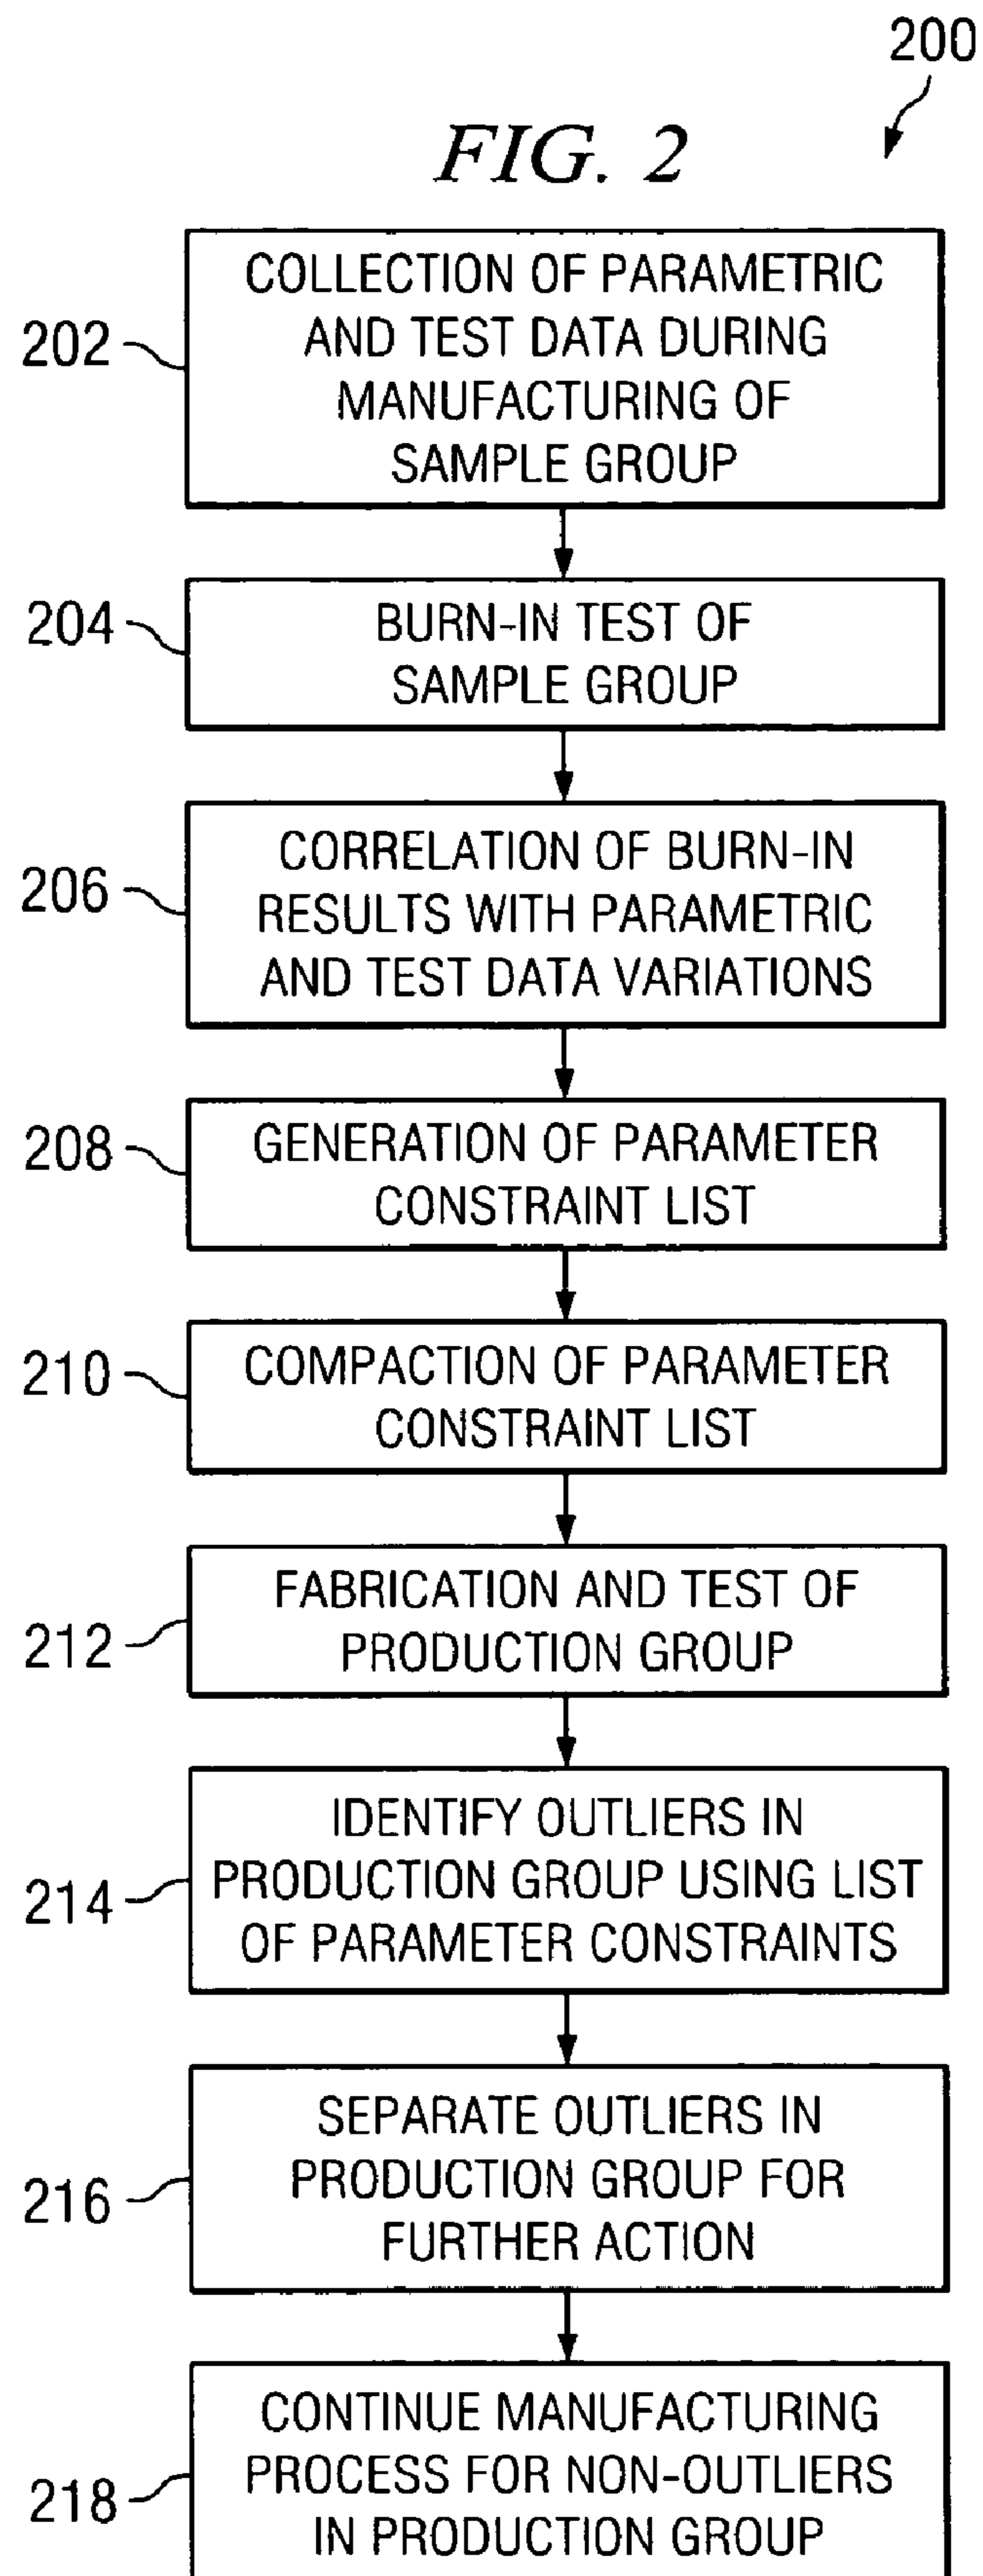 200
FIG. 2
202
COLLECTION OF PARAMETRIC
AND TEST DATA DURING
MANUFACTURING OF
SAMPLE GROUP
204
BURN-IN TEST OF
SAMPLE GROUP
206
CORRELATION OF BURN-IN
RESULTS WITH PARAMETRIC
AND TEST DATA VARIATIONS
208
GENERATION OF PARAMETER
CONSTRAINT LIST
210
COMPACTION OF PARAMETER
CONSTRAINT LIST
212
FABRICATION AND TEST OF
PRODUCTION GROUP
214
IDENTIFY OUTLIERS IN
PRODUCTION GROUP USING LIST
OF PARAMETER CONSTRAINTS
216
SEPARATE OUTLIERS IN
PRODUCTION GROUP FOR
FURTHER ACTION
218
CONTINUE MANUFACTURING
PROCESS FOR NON-OUTLIERS
IN PRODUCTION GROUP